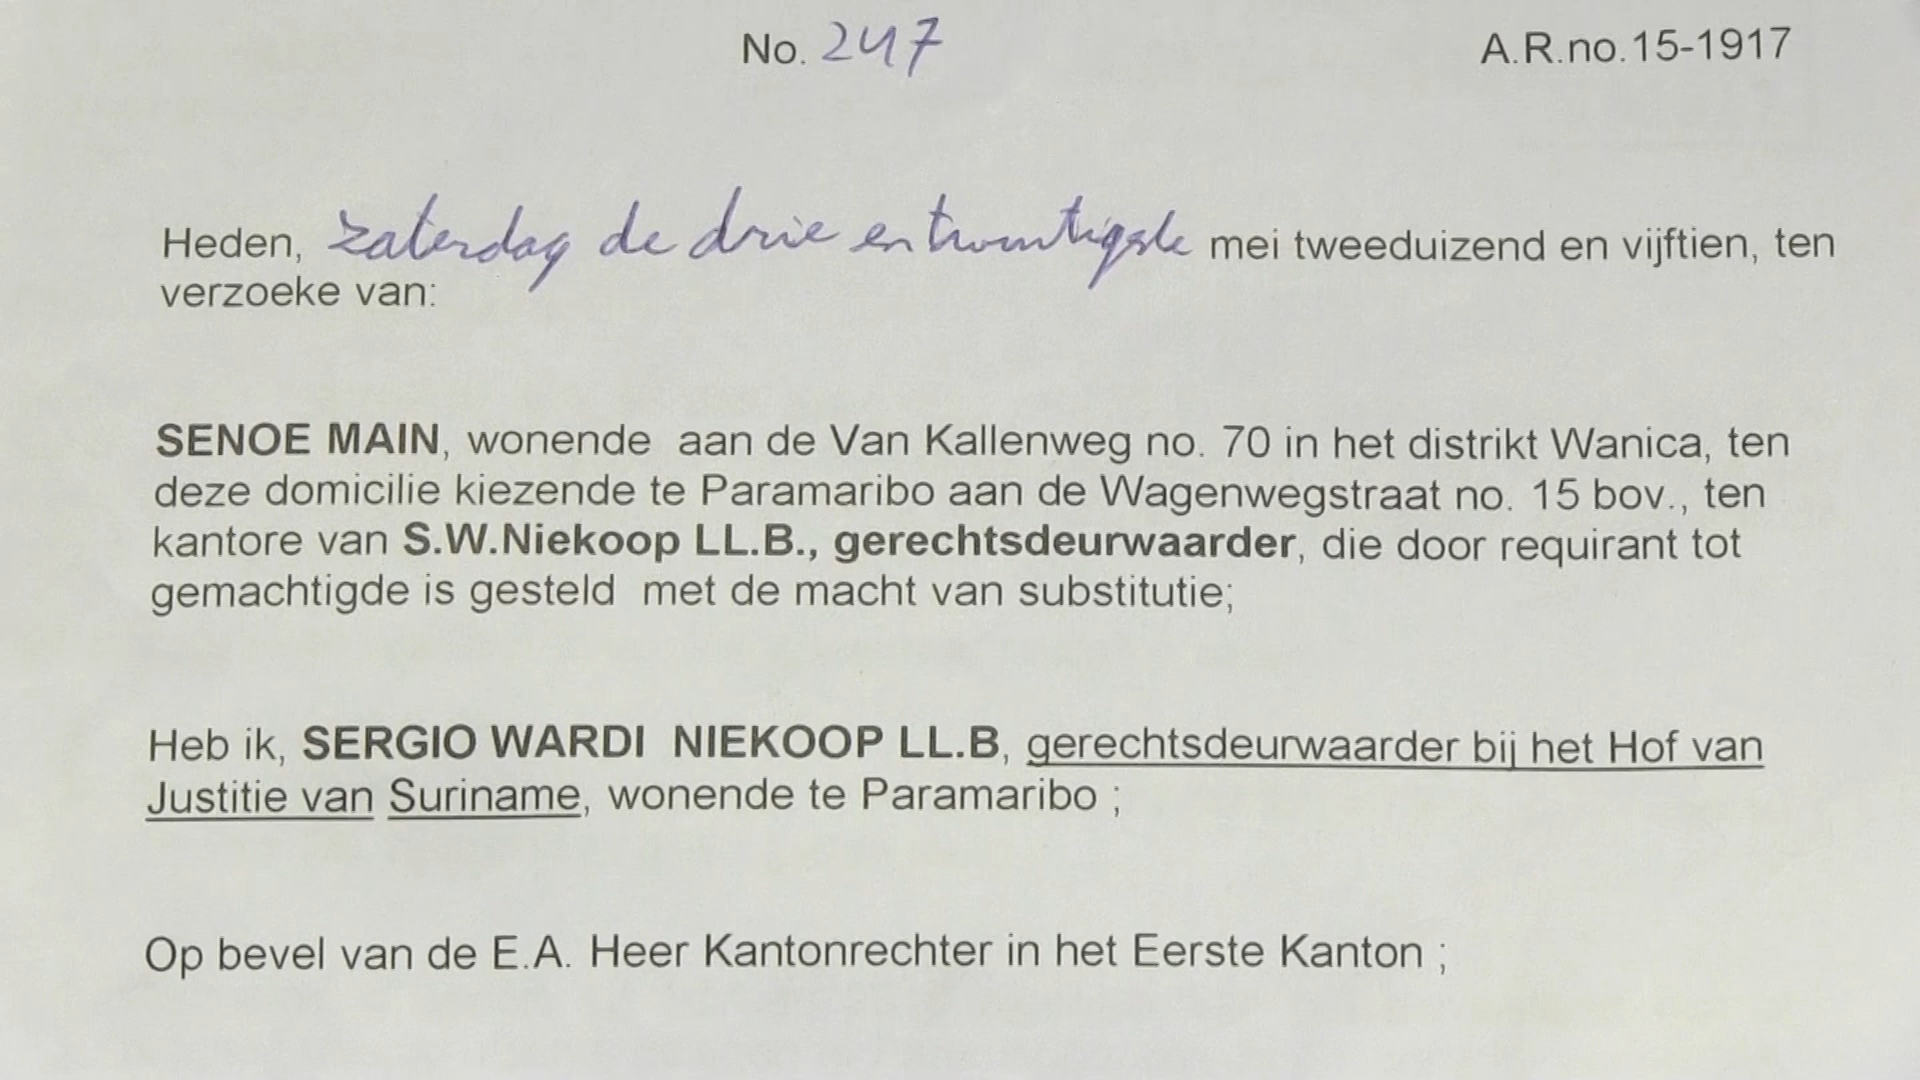 No. 247 A.R.no.15-1917
Heden, zaterdag de drie en twintigste mei tweeduizend en vijftien, ten
verzoeke van:
SENOE MAIN, wonende aan de Van Kallenweg no. 70 in het distrikt Wanica, ten
deze domicilie kiezende te Paramaribo aan de Wagenwegstraat no. 15 bov., ten
kantore van S.W.Niekoop LL.B., gerechtsdeurwaarder, die door requirant tot
gemachtigde is gesteld met de macht van substitutie;
Heb ik, SERGIO WARDI NIEKOOP LL.B, gerechtsdeurwaarder bij het Hof van
Justitie van Suriname, wonende te Paramaribo ;
Op bevel van de E.A. Heer Kantonrechter in het Eerste Kanton ;